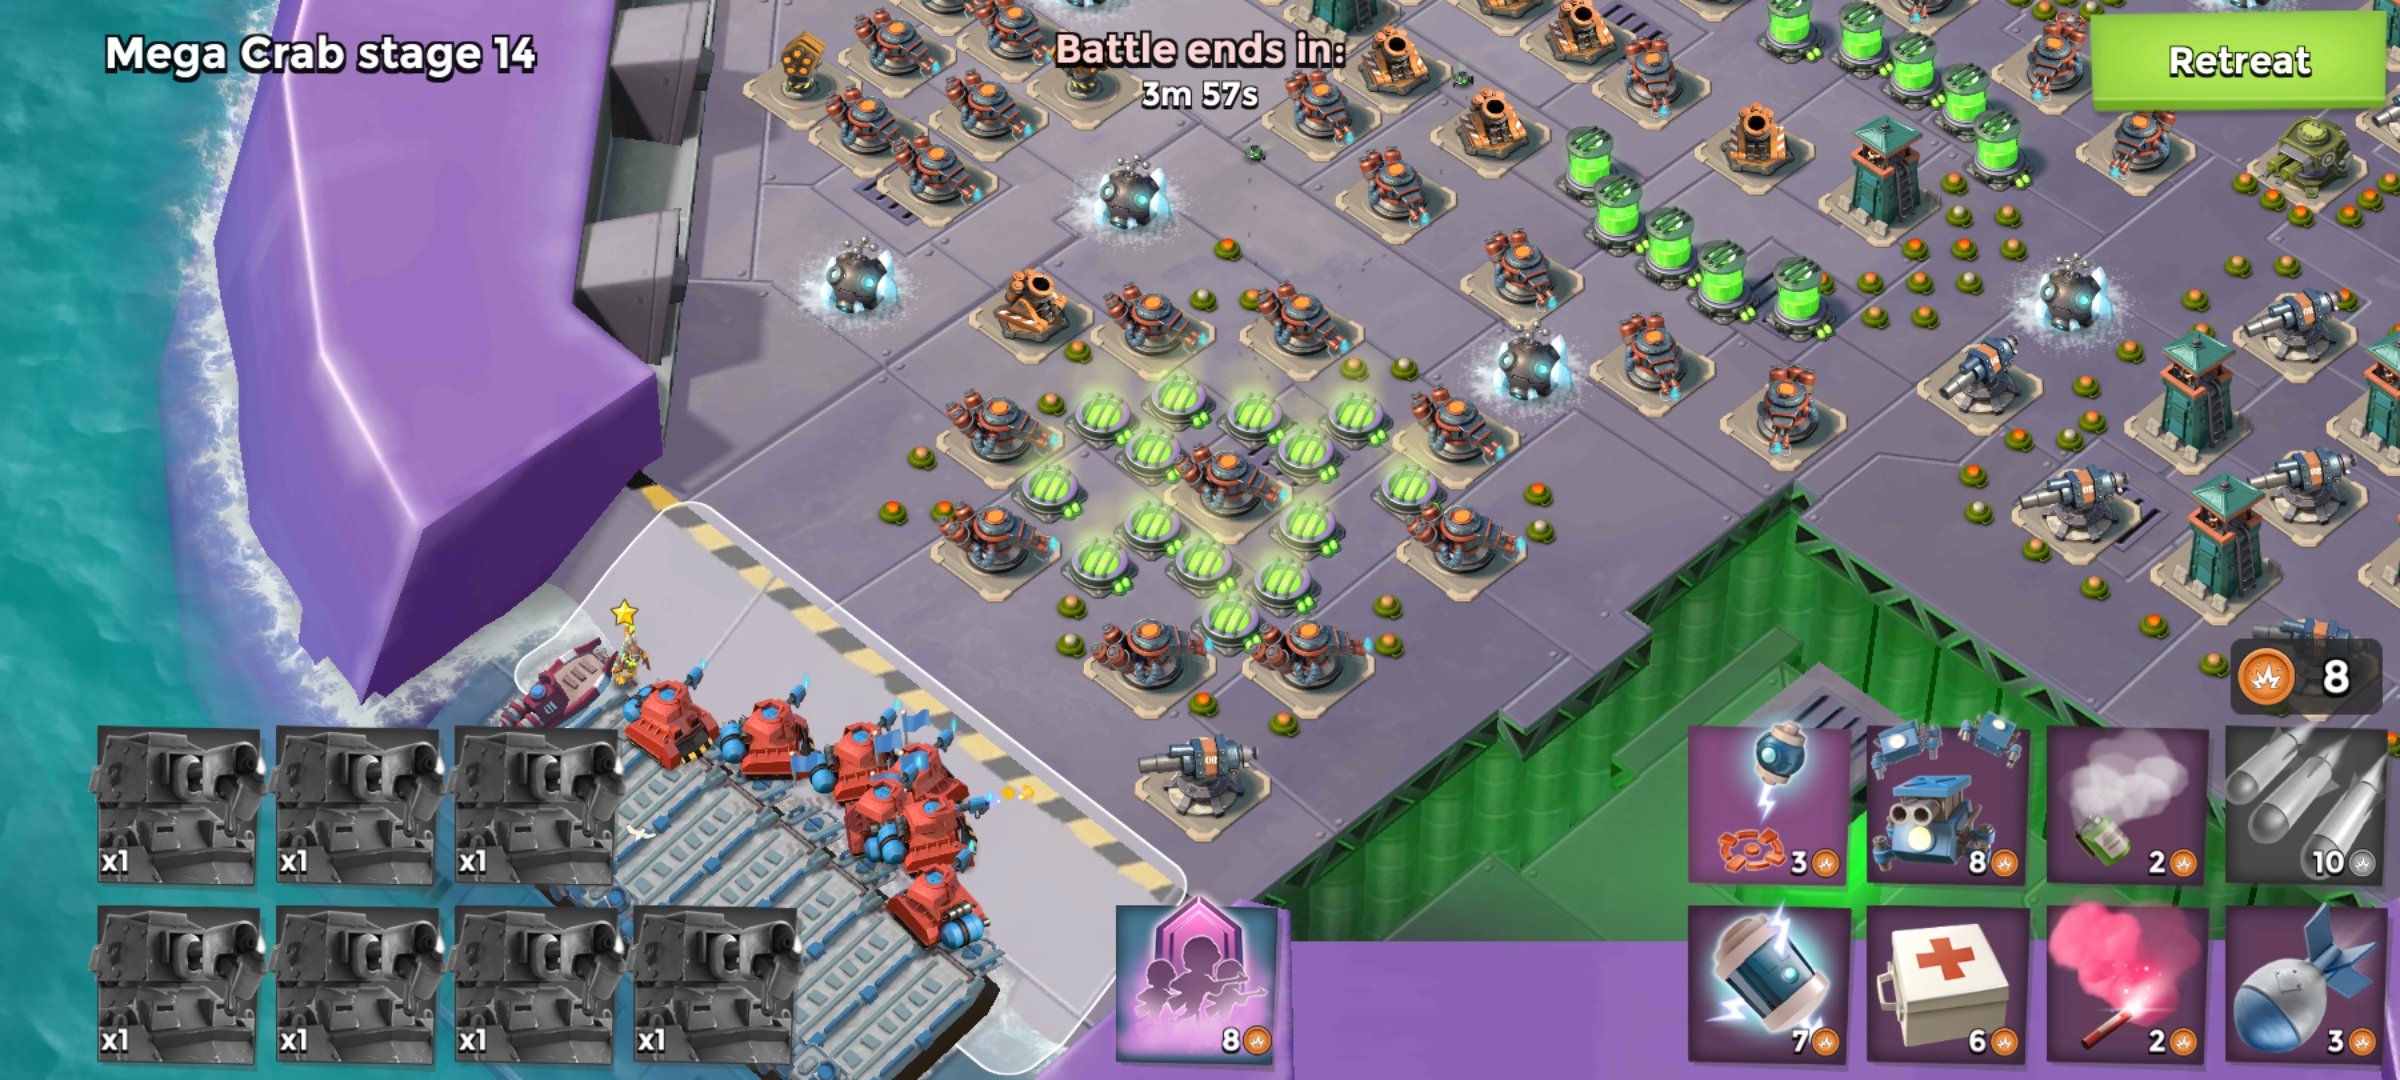 Mega Crab stage 14
Battle ends in:
3m 57s
Retreat
8
x1
x1
x1
3
8
2
10
x1
x1
x1
x1
8
7
6
2
3